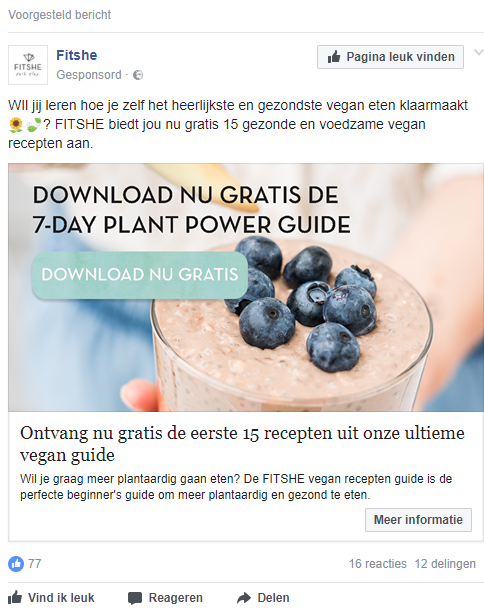 Voorgesteld bericht
FITSHE
Fitshe
Gesponsord ·
Pagina leuk vinden
WIl jij leren hoe je zelf het heerlijkste en gezondste vegan eten klaarmaakt
🌻🍃? FITSHE biedt jou nu gratis 15 gezonde en voedzame vegan
recepten aan.
DOWNLOAD NU GRATIS DE
7-DAY PLANT POWER GUIDE
DOWNLOAD NU GRATIS
Ontvang nu gratis de eerste 15 recepten uit onze ultieme
vegan guide
Wil je graag meer plantaardig gaan eten? De FITSHE vegan recepten guide is de
perfecte beginner's guide om meer plantaardig en gezond te eten.
Meer informatie
77
16 reacties 12 delingen
Vind ik leuk Reageren Delen